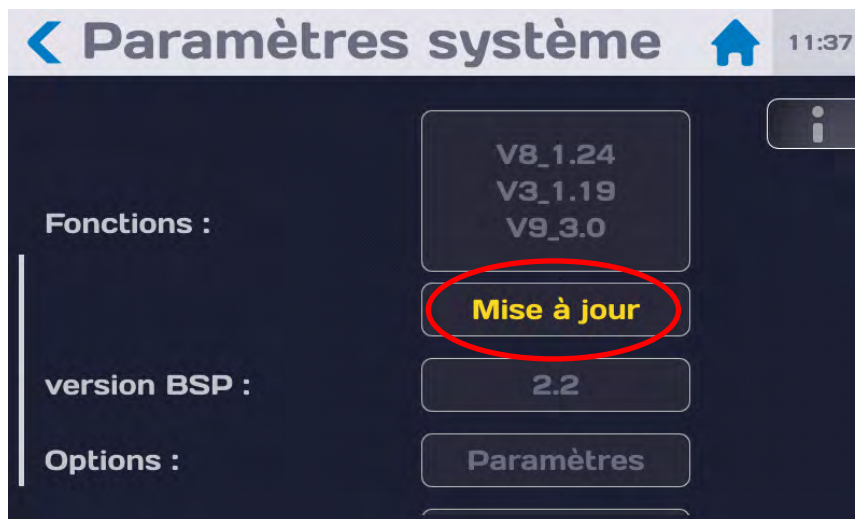 Paramètres système
11:37
V8_1.24
V3_1.19
Fonctions :
V9_3.0
Mise à jour
version BSP :
2.2
Options :
Paramètres